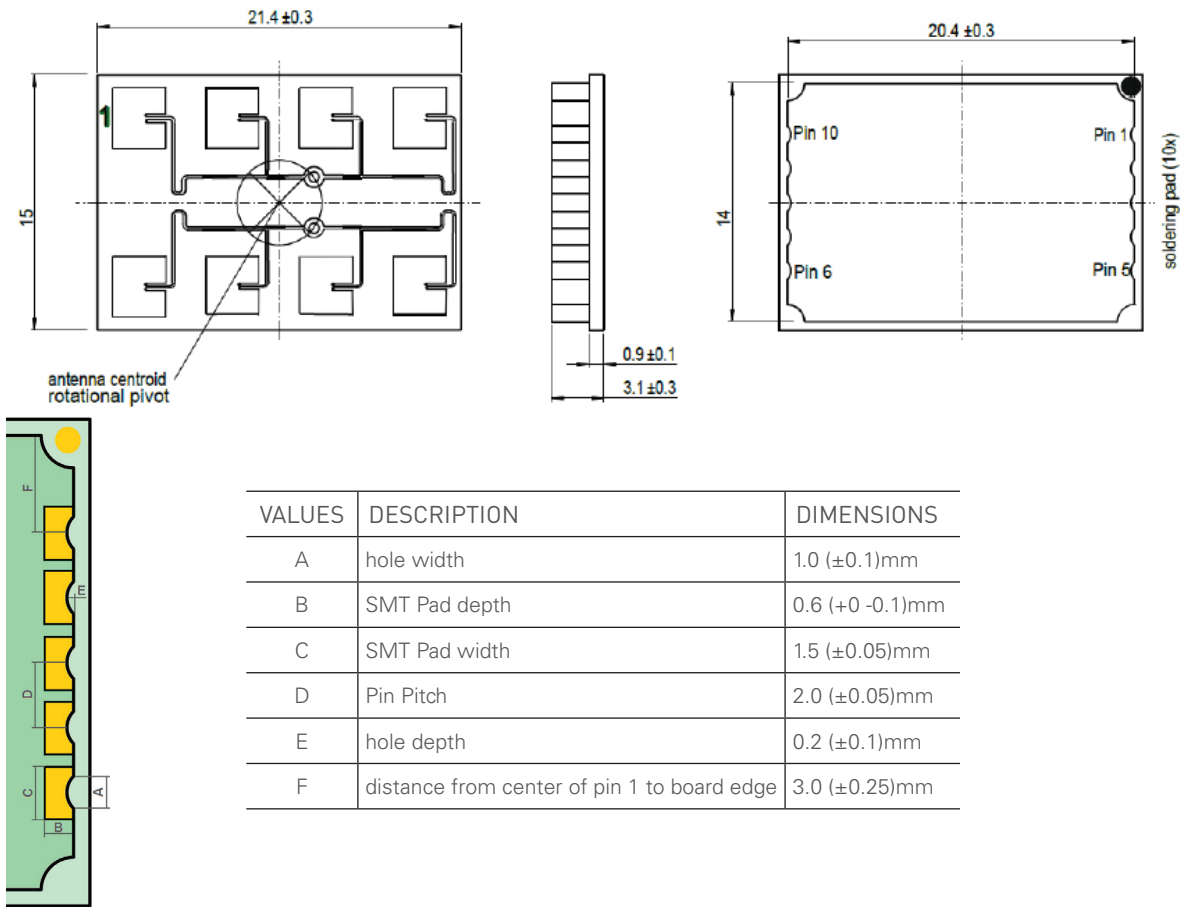 21.4 ±0.3
15
1
antenna centroid
rotational pivot
0.9 ±0.1
3.1 ±0.3
20.4 ±0.3
14
Pin 10
Pin 1
Pin 6
Pin 5
soldering pad (10x)
F
E
D
C
A
B
VALUES DESCRIPTION DIMENSIONS
A hole width 1.0 (±0.1)mm
B SMT Pad depth 0.6 (+0 -0.1)mm
C SMT Pad width 1.5 (±0.05)mm
D Pin Pitch 2.0 (±0.05)mm
E hole depth 0.2 (±0.1)mm
F distance from center of pin 1 to board edge 3.0 (±0.25)mm